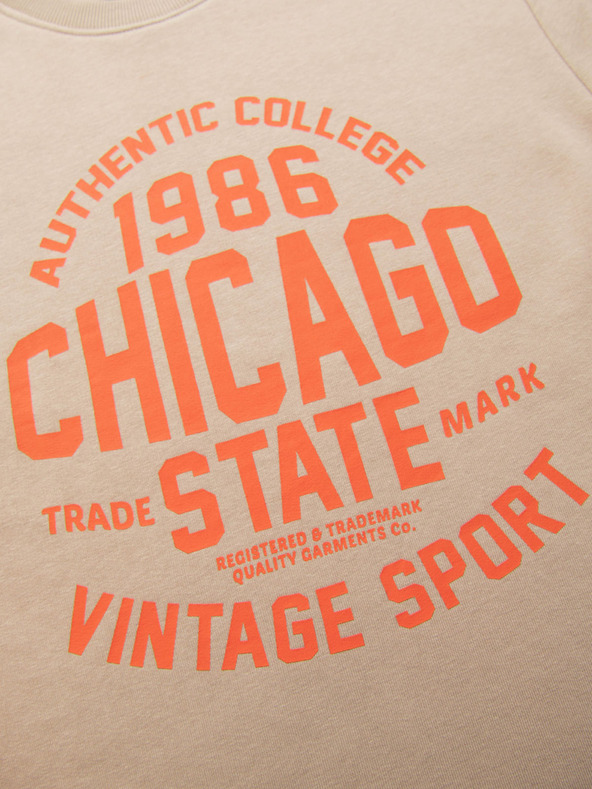 AUTHENTIC COLLEGE
1986
CHICAGO
STATE
TRADE MARK
REGISTERED & TRADEMARK
QUALITY GARMENTS Co.
VINTAGE SPORT